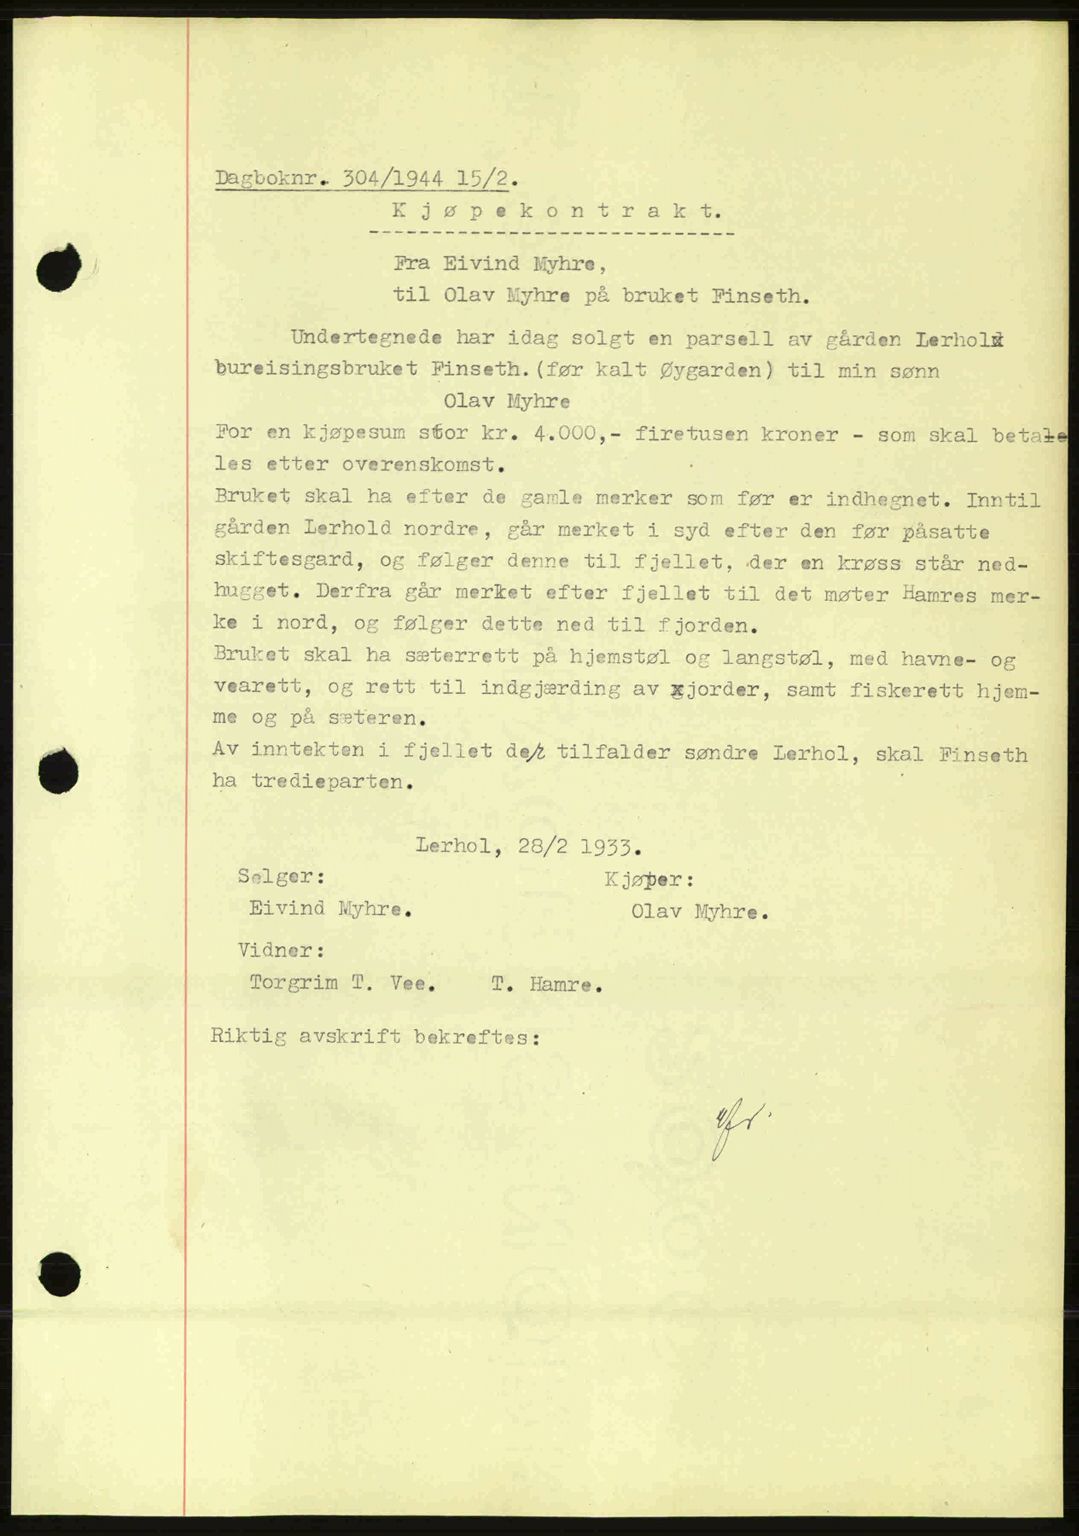 Dagboknr. 304/1944 15/2.
Kjøpekontrakt.
Fra Eivind Myhre,
til Olav Myhre på bruket Finseth.
Undertegnede har idag solgt en parsell av gården Lerhol
bureisingsbruket Finseth. (før kalt Øygarden) til min sønn
Olav Myhre
For en kjøpesum stor kr. 4.000,- firetusen kroner - som skal beta-
les etter overenskomst.
Bruket skal ha efter de gamle merker som før er indhegnet. Inntil
gården Lerhold nordre, går merket i syd efter den før påsatte
skiftesgard, og følger denne til fjellet, der en krøss står ned-
hugget. Derfra går merket efter fjellet til det møter Hamres mer-
ke i nord, og følger dette ned til fjorden.
Bruket skal ha sæterrett på hjemstøl og langstøl, med havne- og
vearett, og rett til indgjærding av jorder, samt fiskerett hjem-
me og på sæteren.
Av inntekten i fjellet der tilfalder søndre Lerhol, skal Finseth
ha tredieparten.
Lerhol, 28/2 1933.
Selger: Kjøper:
Eivind Myhre. Olav Myhre.
Vidner:
Torgrim T. Vee. T. Hamre.
Riktig avskrift bekreftes: